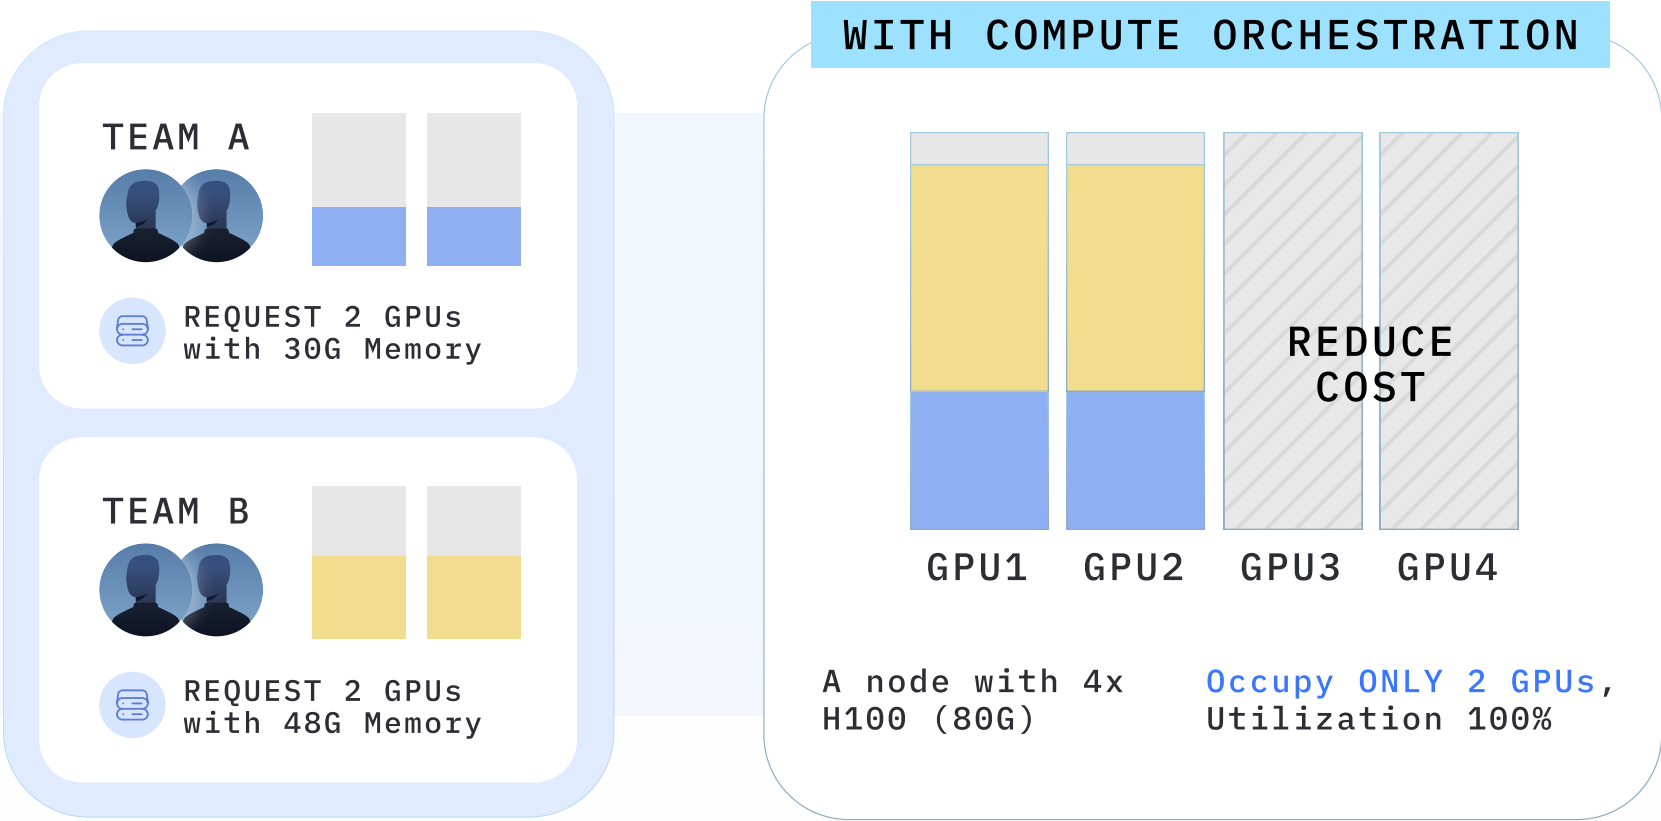 WITH COMPUTE ORCHESTRATION
TEAM A
REQUEST 2 GPUs
with 30G Memory
TEAM B
REQUEST 2 GPUs
with 48G Memory
REDUCE
COST
GPU1
GPU2
GPU3
GPU4
A node with 4x
H100 (80G)
Occupy ONLY 2 GPUs,
Utilization 100%